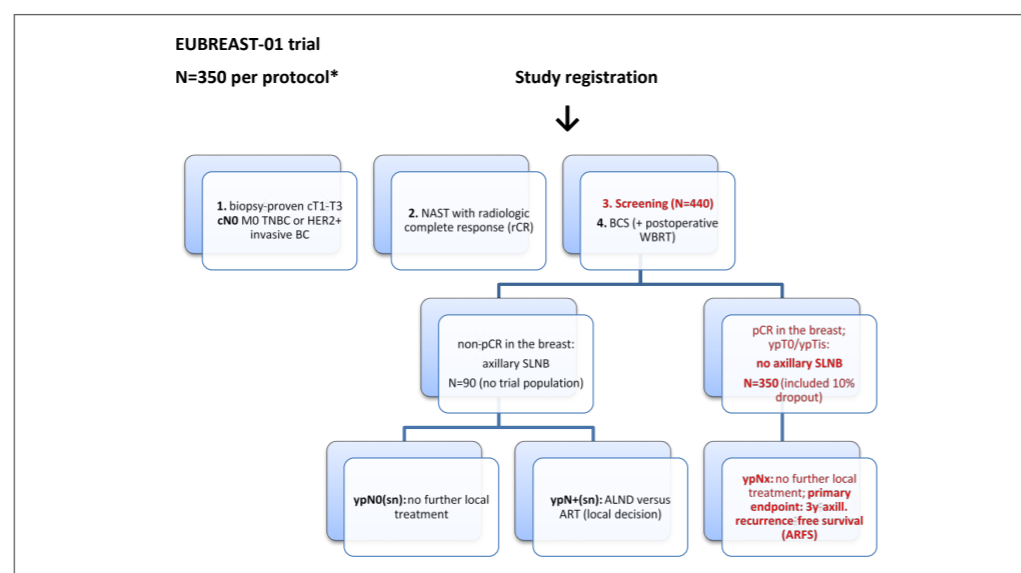 EUBREAST-01 trial
N=350 per protocol*
Study registration
1. biopsy-proven cT1-T3
cN0 M0 TNBC or HER2+
invasive BC
2. NAST with radiologic
complete response (rCR)
3. Screening (N=440)
4. BCS (+ postoperative
WBRT)
non-pCR in the breast:
axillary SLNB
N=90 (no trial population)
pCR in the breast;
ypT0/ypTis:
no axillary SLNB
N=350 (included 10%
dropout)
ypN0(sn): no further local
treatment
ypN+(sn): ALND versus
ART (local decision)
ypNx: no further local
treatment; primary
endpoint: 3y axill.
recurrence-free survival
(ARFS)